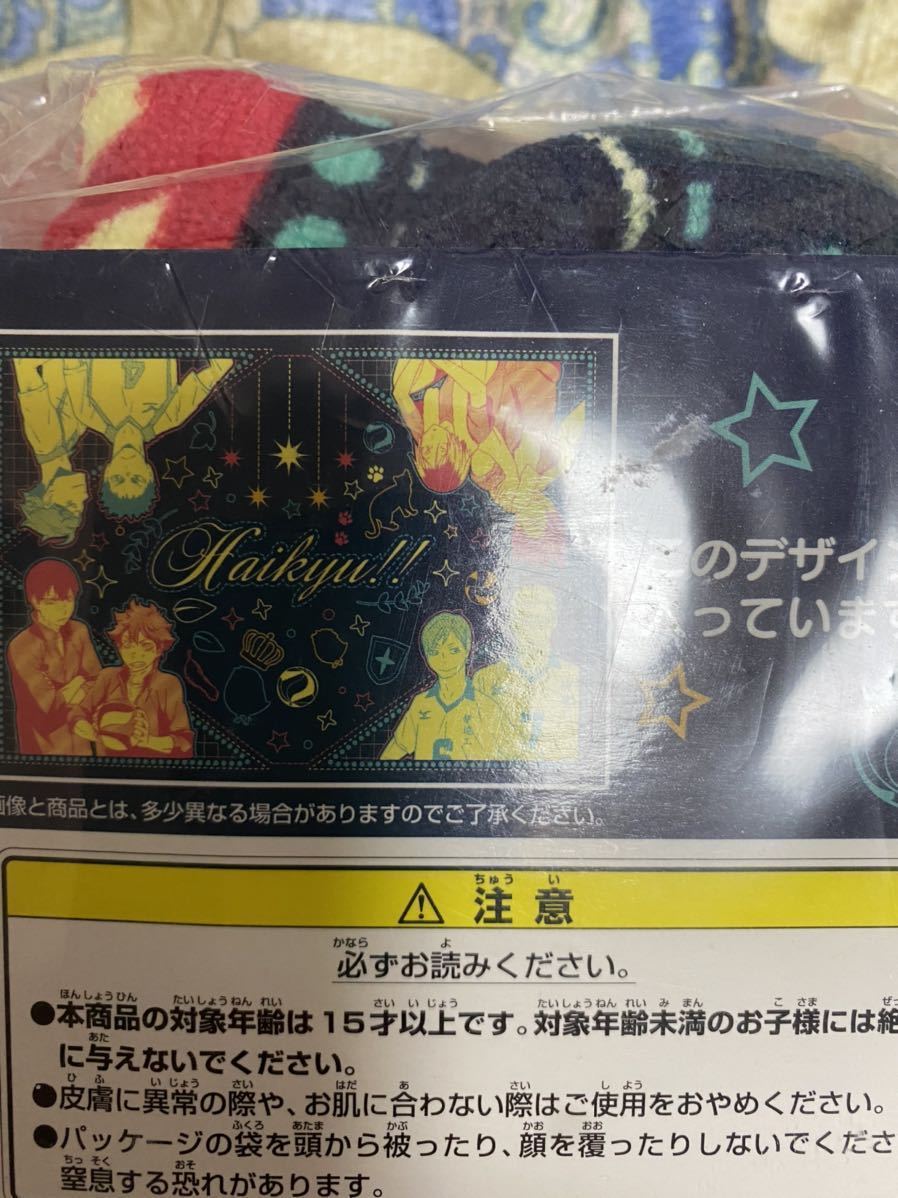 Haikyu!!
このデザイン
っています
画像と商品とは、多少異なる場合がありますのでご了承ください。
ちゅう い
注意
かなら よ
必ずお読みください。
ほんしょうひん たいしょうねんれい さい い じょう たいしょうねんれい み まん こ さま ぜっ
●本商品の対象年齢は15才以上です。対象年齢未満のお子様には絶
あた
に与えないでください。
ひ ふ い じょう さい はだ あ さい し よう
●皮膚に異常の際や、お肌に合わない際はご使用をおやめください。
ふくろ あたま かぶ かお おお
●パッケージの袋を頭から被ったり、顔を覆ったりしないでくださ
ちっ そく おそ
窒息する恐れがあります。